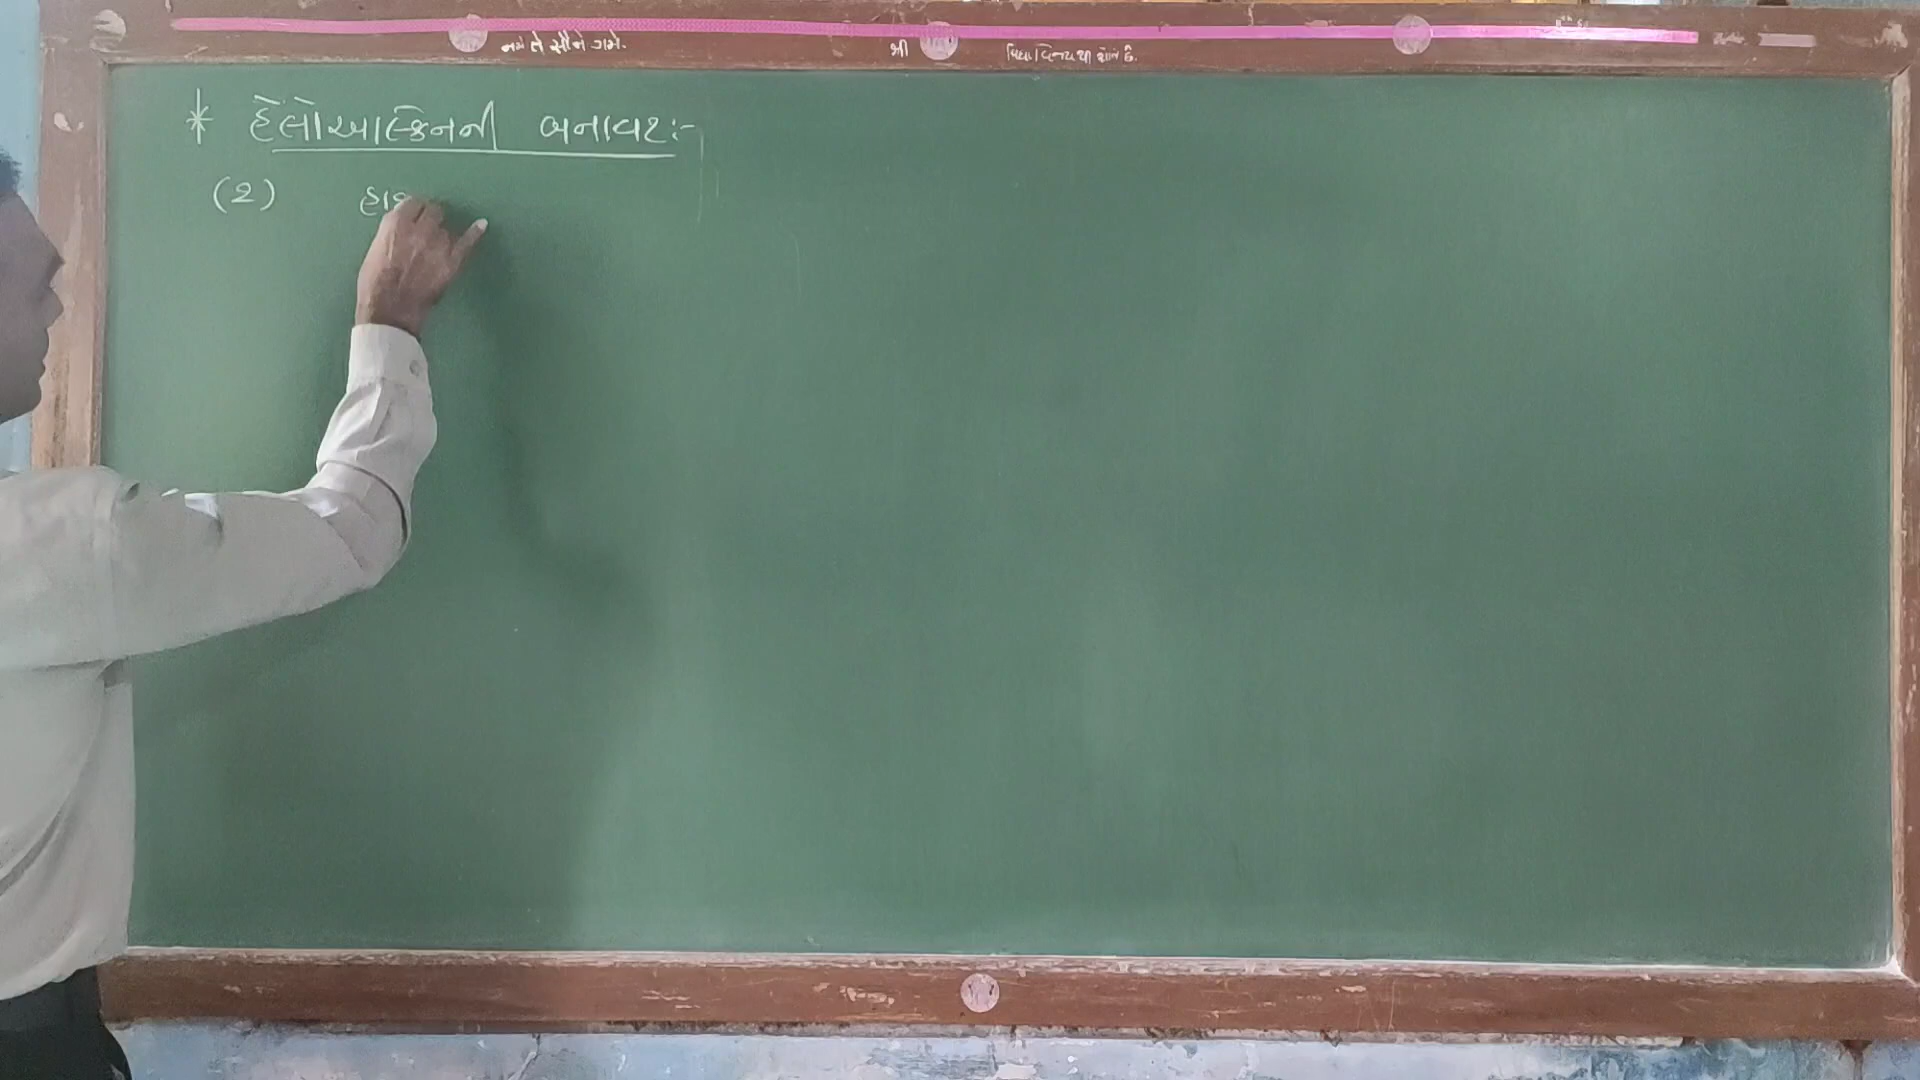 નમે તે સૌને ગમે. શ્રી વિદ્યા વિનયથી શોભે છે.
* હેલોઆલ્કેનની બનાવટ :-
(2) હા